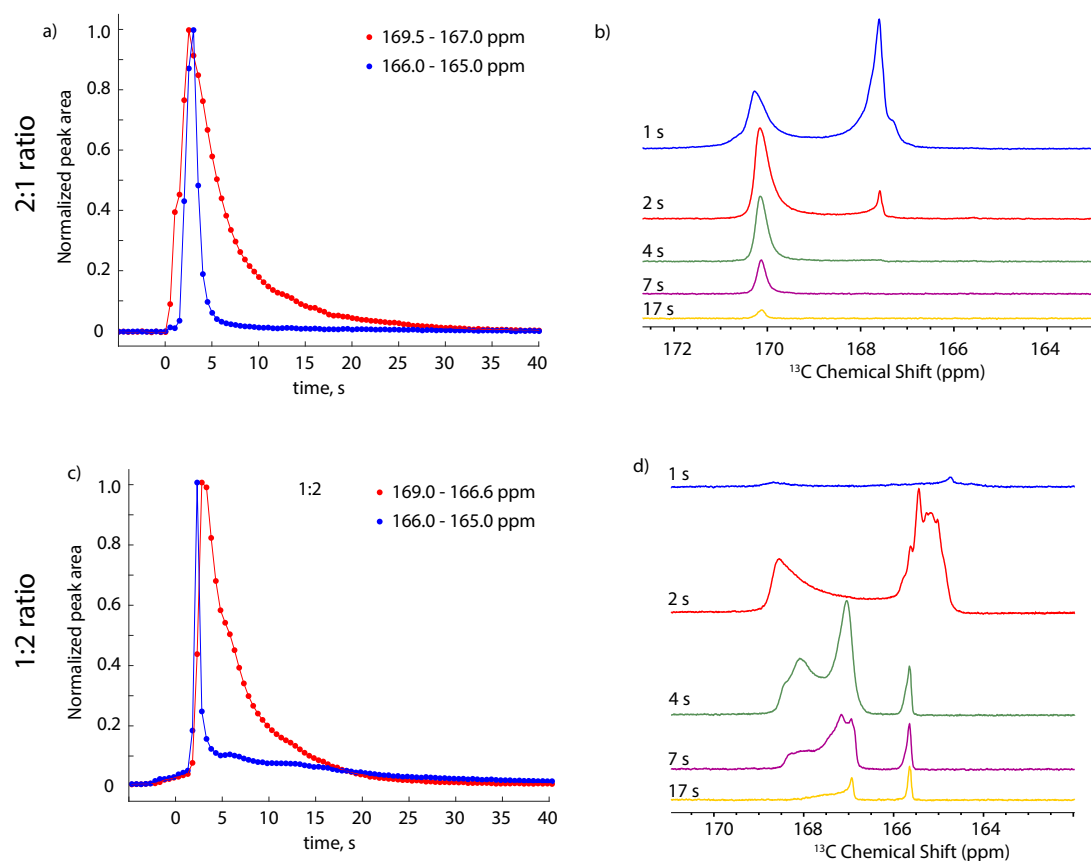 2:1 ratio
a)
169.5 - 167.0 ppm
166.0 - 165.0 ppm
Normalized peak area
1.0
0.8
0.6
0.4
0.2
0
0 5 10 15 20 25 30 35 40
time, s
b)
1 s
2 s
4 s
7 s
17 s
172 170 168 166 164
¹³C Chemical Shift (ppm)
1:2 ratio
c)
1:2
169.0 - 166.6 ppm
166.0 - 165.0 ppm
Normalized peak area
1.0
0.8
0.6
0.4
0.2
0
0 5 10 15 20 25 30 35 40
time, s
d)
1 s
2 s
4 s
7 s
17 s
170 168 166 164
¹³C Chemical Shift (ppm)